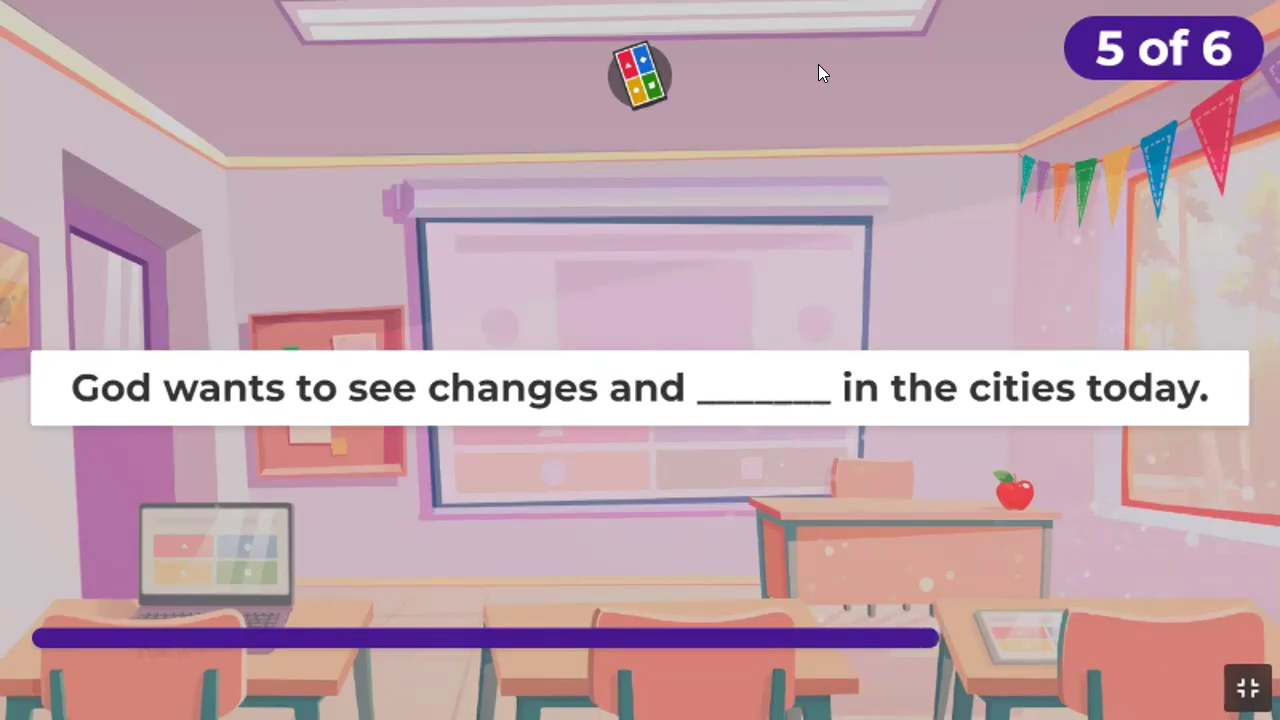 5 of 6
God wants to see changes and _______ in the cities today.